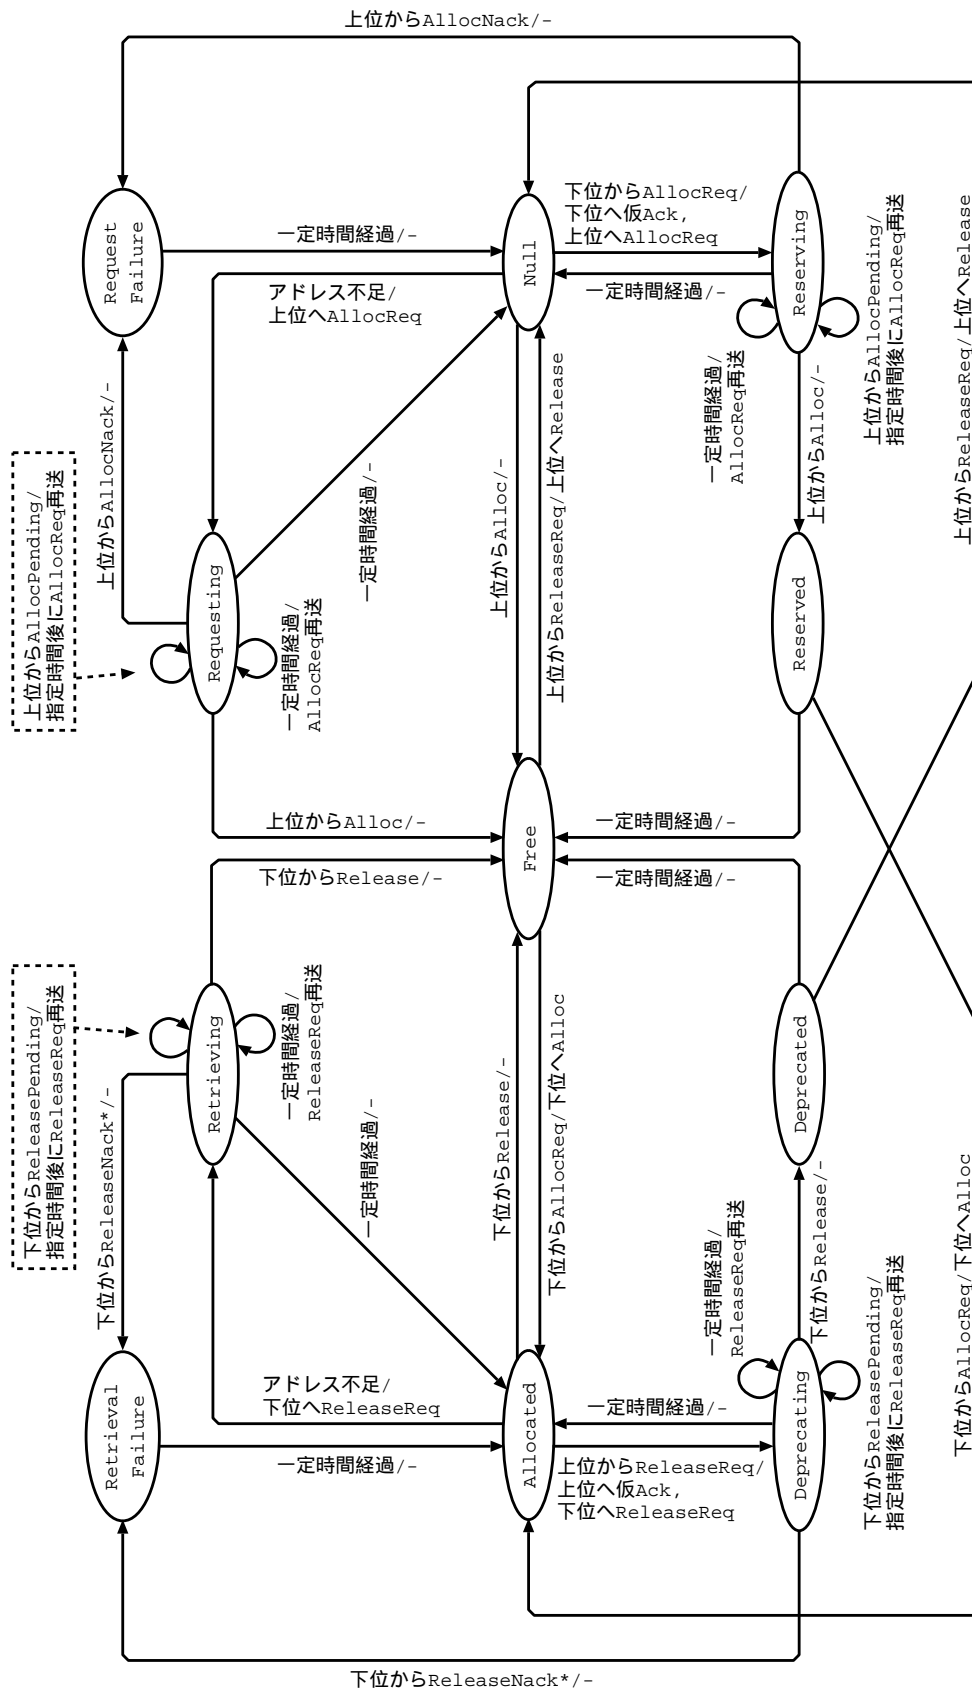 上位からAllocNack/-
Request
Failure
一定時間経過/-
Null
下位からAllocReq/
下位へ仮Ack,
上位へAllocReq
Reserving
一定時間経過/-
アドレス不足/
上位へAllocReq
上位からAllocNack/-
上位からAllocPending/
指定時間後にAllocReq再送
一定時間経過/-
上位からAlloc/-
上位からReleaseReq/上位へRelease
一定時間経過/
AllocReq再送
上位からAlloc/-
上位からAllocPending/
指定時間後にAllocReq再送
上位からReleaseReq/上位へRelease
Requesting
一定時間経過/
AllocReq再送
Reserved
上位からAlloc/-
Free
一定時間経過/-
下位からRelease/-
一定時間経過/-
下位からReleasePending/
指定時間後にReleaseReq再送
Retrieving
一定時間経過/
ReleaseReq再送
下位からReleaseNack*/-
一定時間経過/-
下位からRelease/-
下位からAllocReq/下位へAlloc
Deprecated
一定時間経過/
ReleaseReq再送
下位からRelease/-
下位からReleasePending/
指定時間後にReleaseReq再送
下位からAllocReq/下位へAlloc
Retrieval
Failure
アドレス不足/
下位へReleaseReq
一定時間経過/-
Allocated
一定時間経過/-
上位からReleaseReq/
上位へ仮Ack,
下位へReleaseReq
Deprecating
下位からReleaseNack*/-